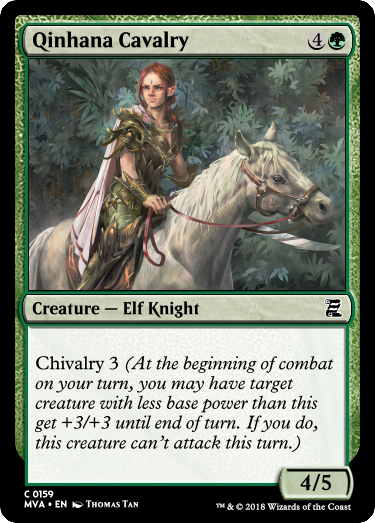 Qinhana Cavalry 4
Creature — Elf Knight
Chivalry 3 (At the beginning of combat
on your turn, you may have target
creature with less base power than this
get +3/+3 until end of turn. If you do,
this creature can't attack this turn.)
4/5
C 0159
MVA • EN Thomas Tan
™ & © 2018 Wizards of the Coast